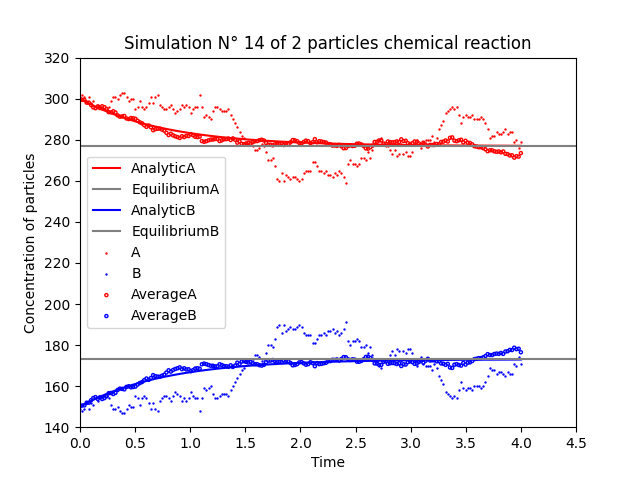 Simulation N° 14 of 2 particles chemical reaction
Concentration of particles
320
300
280
260
240
220
200
180
160
140
AnalyticA
EquilibriumA
AnalyticB
EquilibriumB
A
B
AverageA
AverageB
0.0 0.5 1.0 1.5 2.0 2.5 3.0 3.5 4.0 4.5
Time